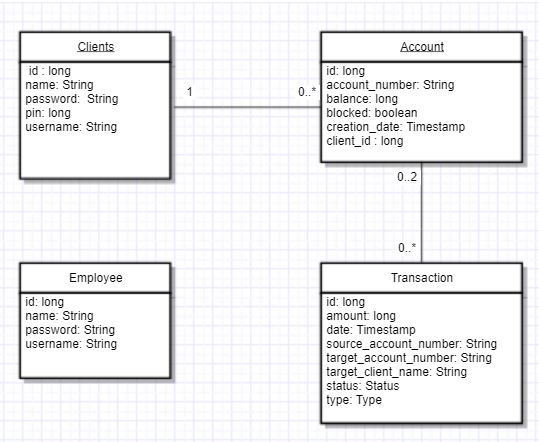 Clients
id : long
name: String
password:  String
pin: long
username: String
1
0..*
Account
id: long
account_number: String
balance: long
blocked: boolean
creation_date: Timestamp
client_id : long
0..2
0..*
Employee
id: long
name: String
password: String
username: String
Transaction
id: long
amount: long
date: Timestamp
source_account_number: String
target_account_number: String
target_client_name: String
status: Status
type: Type